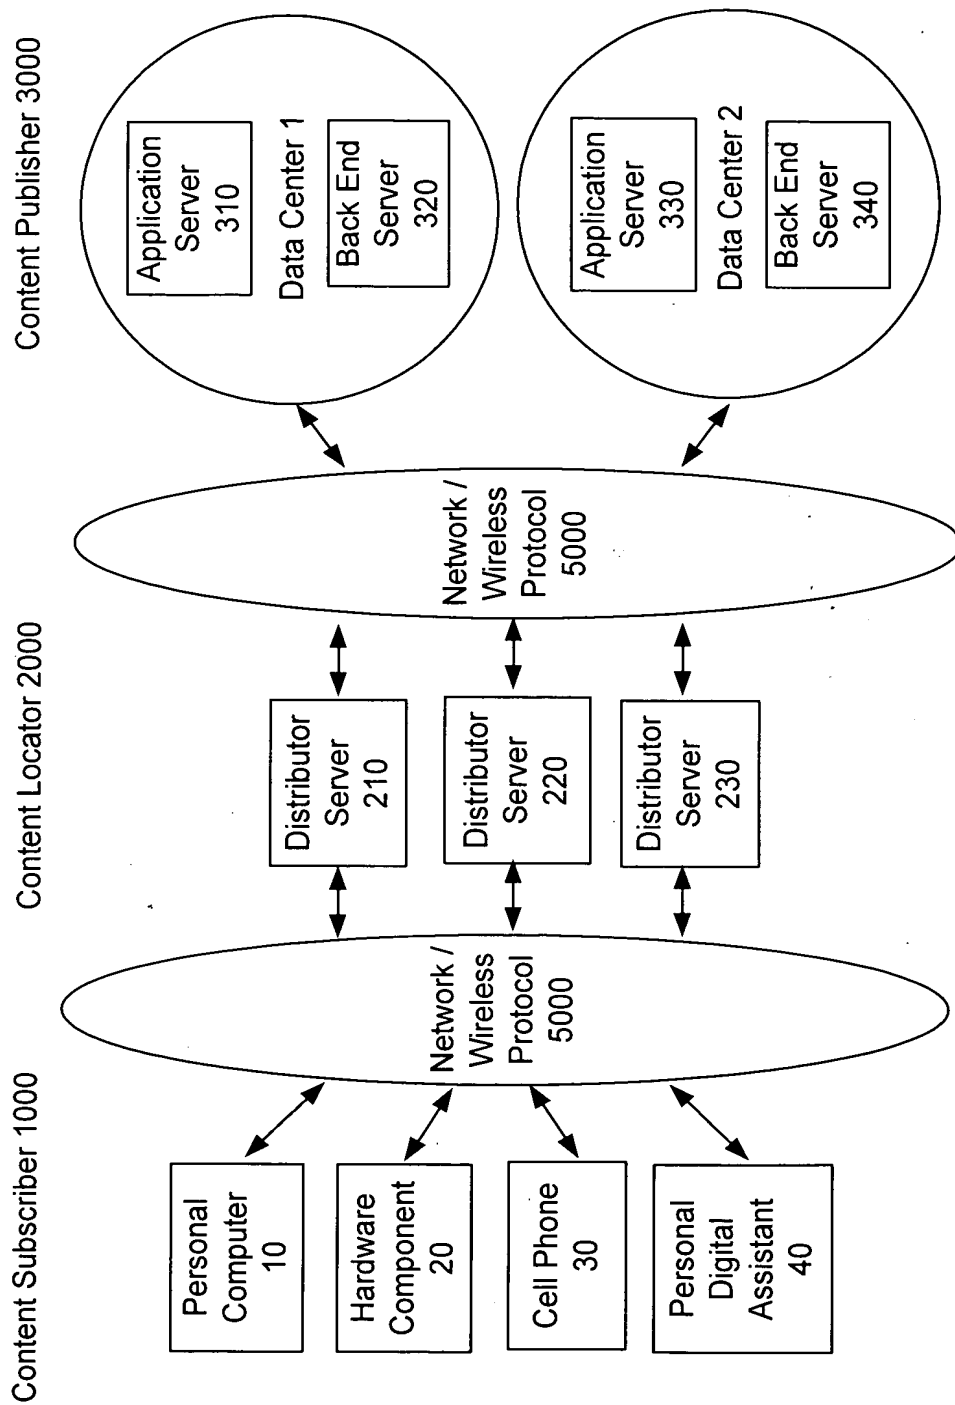 Content Subscriber 1000
Content Locator 2000
Content Publisher 3000
Personal
Computer
10
Hardware
Component
20
Cell Phone
30
Personal
Digital
Assistant
40
Network /
Wireless
Protocol
5000
Distributor
Server
210
Distributor
Server
220
Distributor
Server
230
Network /
Wireless
Protocol
5000
Application
Server
310
Data Center 1
Back End
Server
320
Application
Server
330
Data Center 2
Back End
Server
340